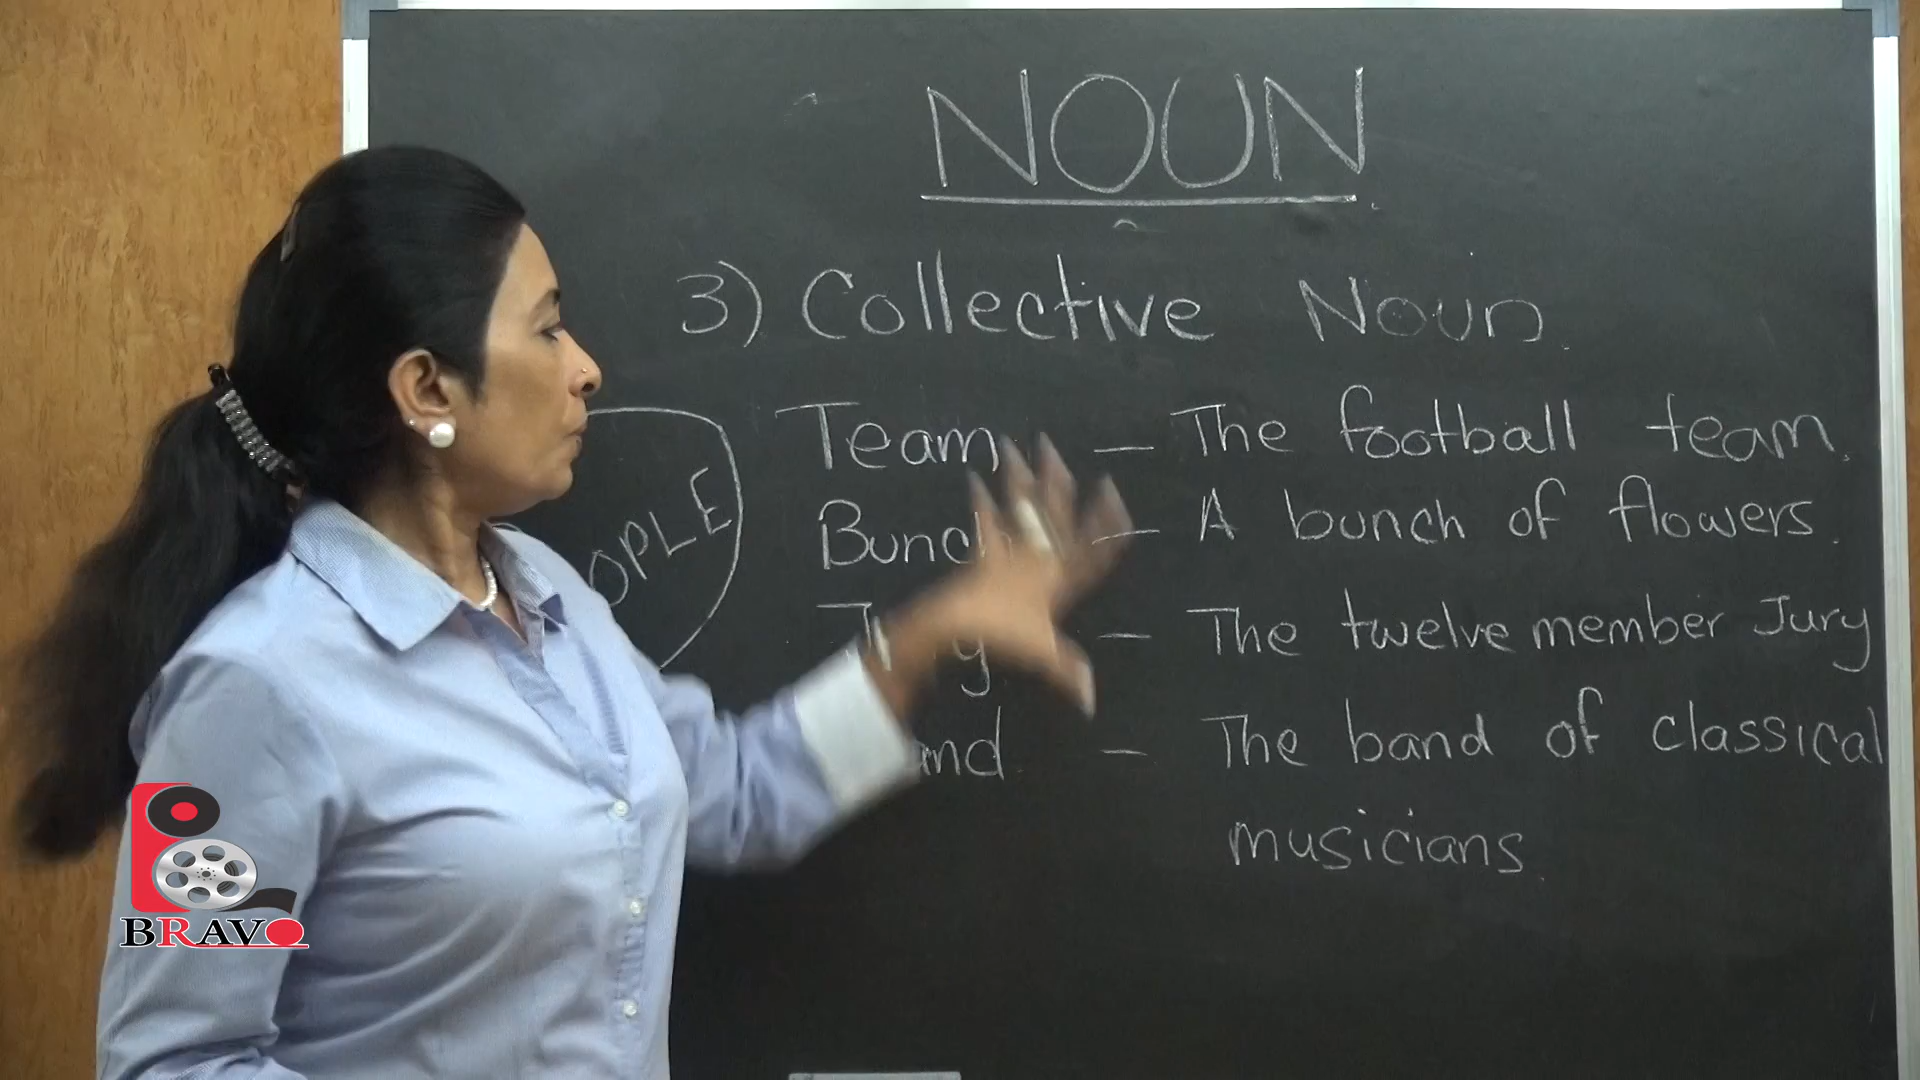 NOUN
3) Collective Noun.
Team – The football team.
– A bunch of flowers.
– The twelve member Jury
– The band of classical
musicians
BRAVO